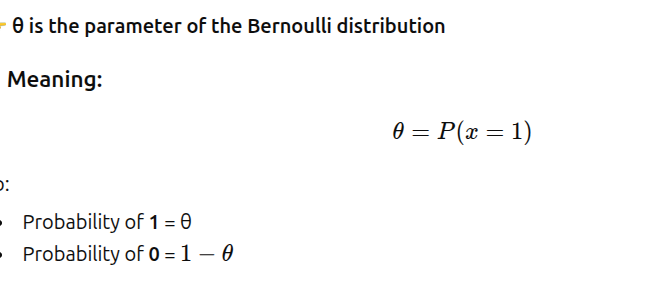 θ is the parameter of the Bernoulli distribution
Meaning:
θ = P(x = 1)
:
• Probability of 1 = θ
• Probability of 0 = 1 − θ